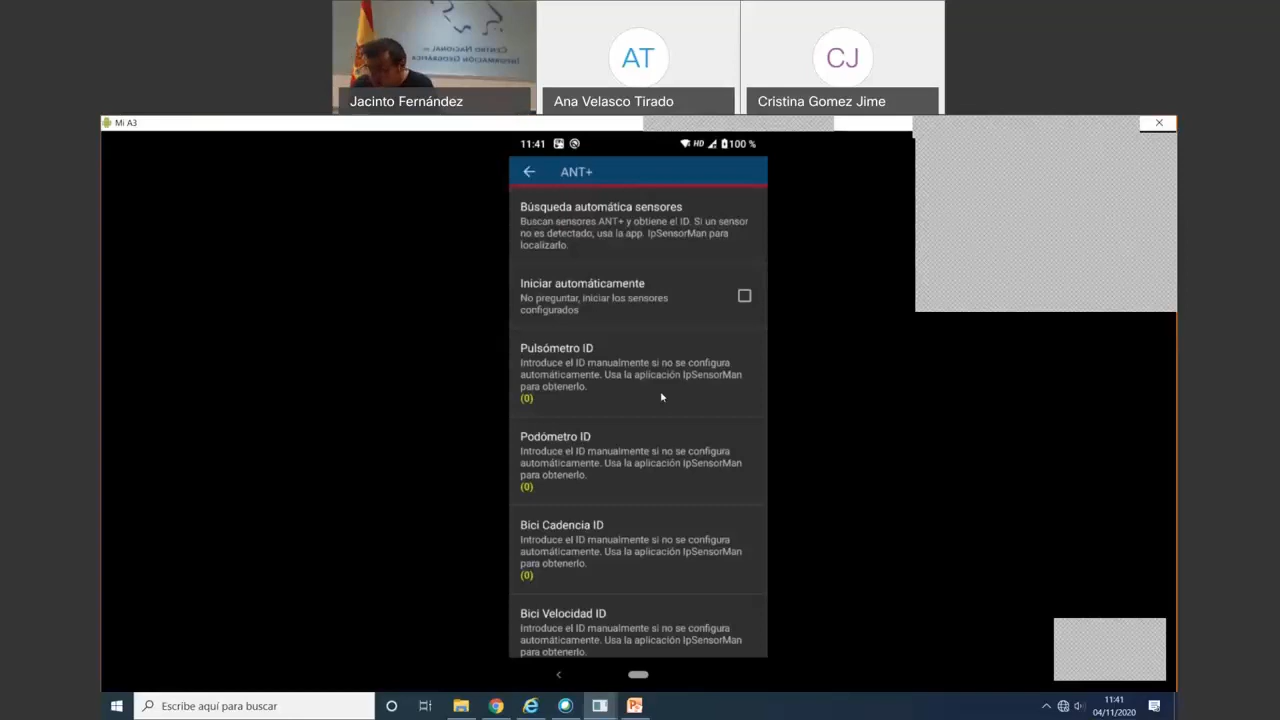 AT
CJ
Jacinto Fernández
Ana Velasco Tirado
Cristina Gomez Jime
Mi A3
11:41
HD
100 %
ANT+
Búsqueda automática sensores
Buscan sensores ANT+ y obtiene el ID. Si un sensor
no es detectado, usa la app. IpSensorMan para
localizarlo.
Iniciar automáticamente
No preguntar, iniciar los sensores
configurados
Pulsómetro ID
Introduce el ID manualmente si no se configura
automáticamente. Usa la aplicación IpSensorMan
para obtenerlo.
(0)
Podómetro ID
Introduce el ID manualmente si no se configura
automáticamente. Usa la aplicación IpSensorMan
para obtenerlo.
(0)
Bici Cadencia ID
Introduce el ID manualmente si no se configura
automáticamente. Usa la aplicación IpSensorMan
para obtenerlo.
(0)
Bici Velocidad ID
Introduce el ID manualmente si no se configura
automáticamente. Usa la aplicación IpSensorMan
para obtenerlo.
Escribe aquí para buscar
11:41
04/11/2020